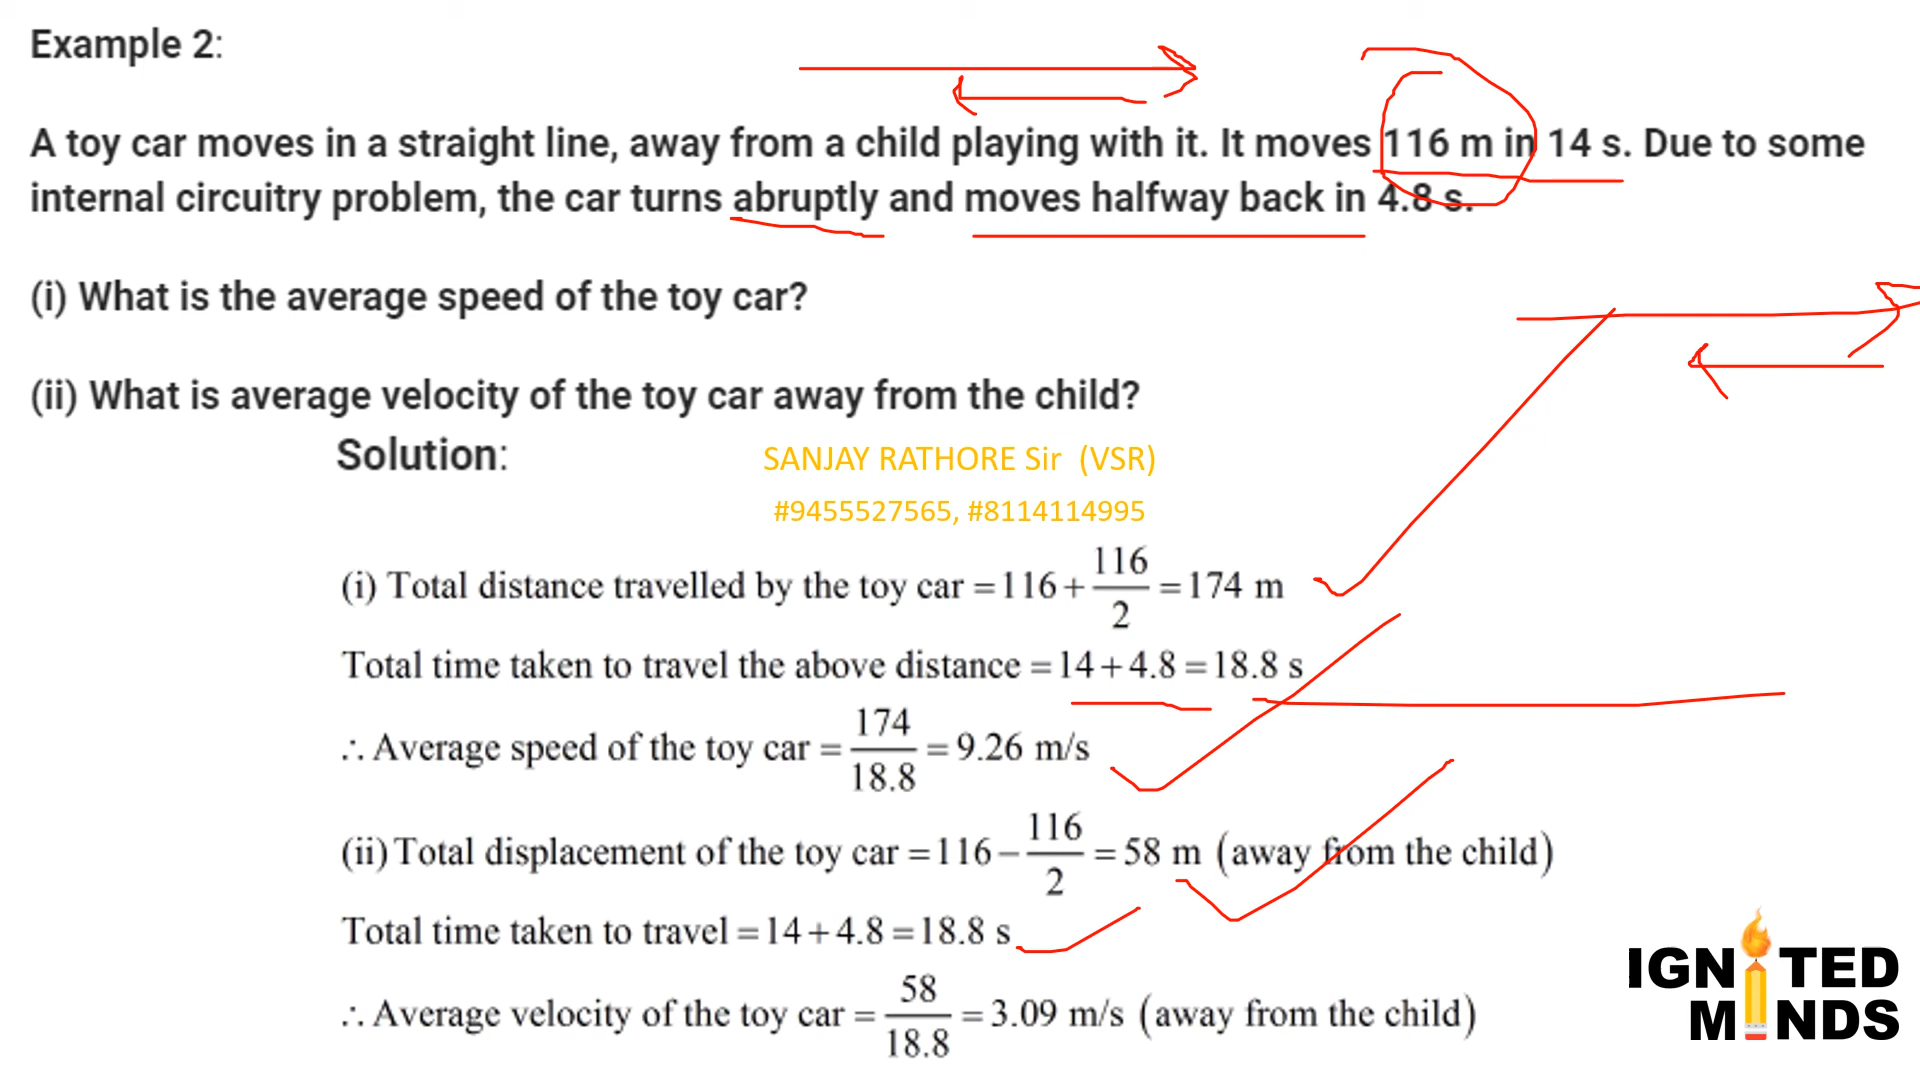 Example 2:
A toy car moves in a straight line, away from a child playing with it. It moves 116 m in 14 s. Due to some
internal circuitry problem, the car turns abruptly and moves halfway back in 4.8 s.
(i) What is the average speed of the toy car?
(ii) What is average velocity of the toy car away from the child?
Solution:
SANJAY RATHORE Sir (VSR)
#9455527565, #8114114995
(i) Total distance travelled by the toy car = 116 + 116/2 = 174 m
Total time taken to travel the above distance = 14 + 4.8 = 18.8 s
∴ Average speed of the toy car = 174/18.8 = 9.26 m/s
(ii) Total displacement of the toy car = 116 − 116/2 = 58 m (away from the child)
Total time taken to travel = 14 + 4.8 = 18.8 s
∴ Average velocity of the toy car = 58/18.8 = 3.09 m/s (away from the child)
IGNITED
MINDS